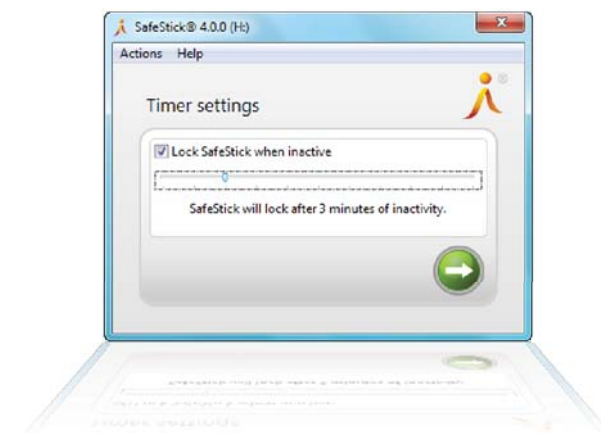 SafeStick® 4.0.0 (H:)
Actions Help
®
Timer settings
Lock SafeStick when inactive
SafeStick will lock after 3 minutes of inactivity.